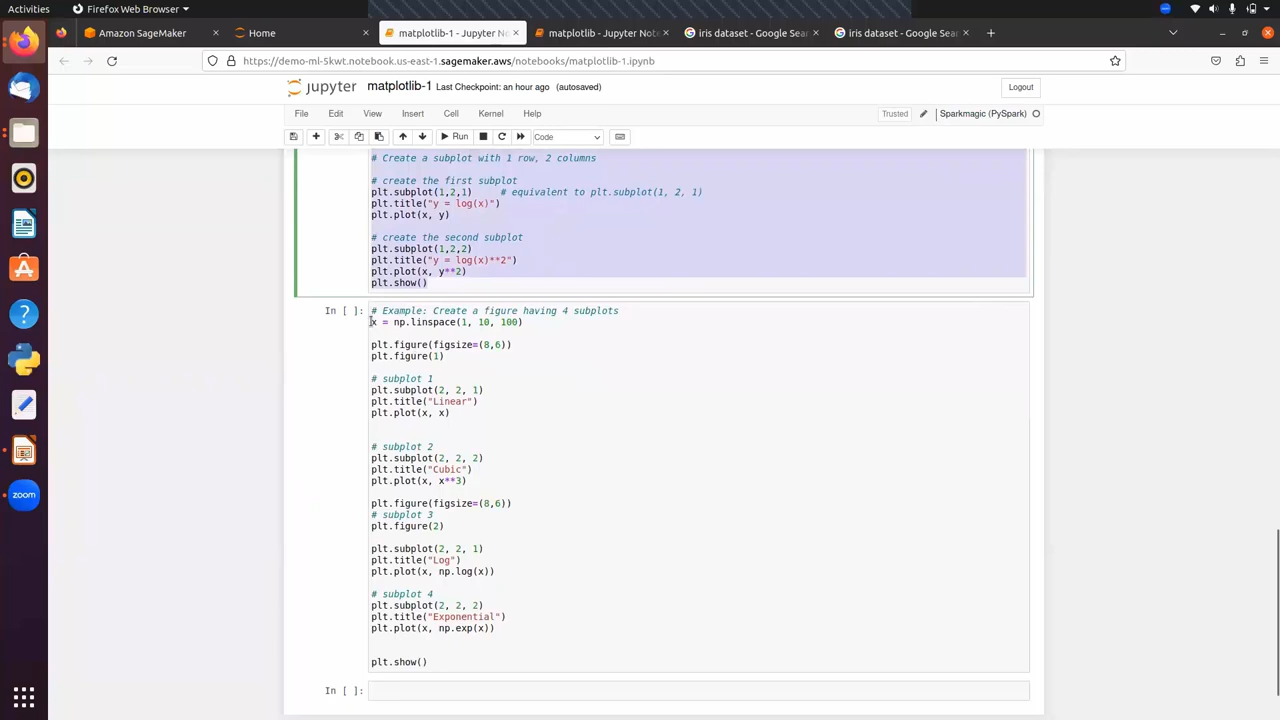 Activities
Firefox Web Browser
Amazon SageMaker
Home
matplotlib-1 - Jupyter N
matplotlib - Jupyter Note
iris dataset - Google Sea
iris dataset - Google Sea
https://demo-ml-5kwt.notebook.us-east-1.sagemaker.aws/notebooks/matplotlib-1.ipynb
jupyter matplotlib-1 Last Checkpoint: an hour ago (autosaved)
Logout
File Edit View Insert Cell Kernel Help
Trusted
Sparkmagic (PySpark)
Run
Code
# Create a subplot with 1 row, 2 columns
# create the first subplot
plt.subplot(1,2,1) # equivalent to plt.subplot(1, 2, 1)
plt.title("y = log(x)")
plt.plot(x, y)
# create the second subplot
plt.subplot(1,2,2)
plt.title("y = log(x)**2")
plt.plot(x, y**2)
plt.show()
In [ ]:
# Example: Create a figure having 4 subplots
x = np.linspace(1, 10, 100)
plt.figure(figsize=(8,6))
plt.figure(1)
# subplot 1
plt.subplot(2, 2, 1)
plt.title("Linear")
plt.plot(x, x)
# subplot 2
plt.subplot(2, 2, 2)
plt.title("Cubic")
plt.plot(x, x**3)
plt.figure(figsize=(8,6))
# subplot 3
plt.figure(2)
plt.subplot(2, 2, 1)
plt.title("Log")
plt.plot(x, np.log(x))
# subplot 4
plt.subplot(2, 2, 2)
plt.title("Exponential")
plt.plot(x, np.exp(x))
plt.show()
In [ ]:
zoom